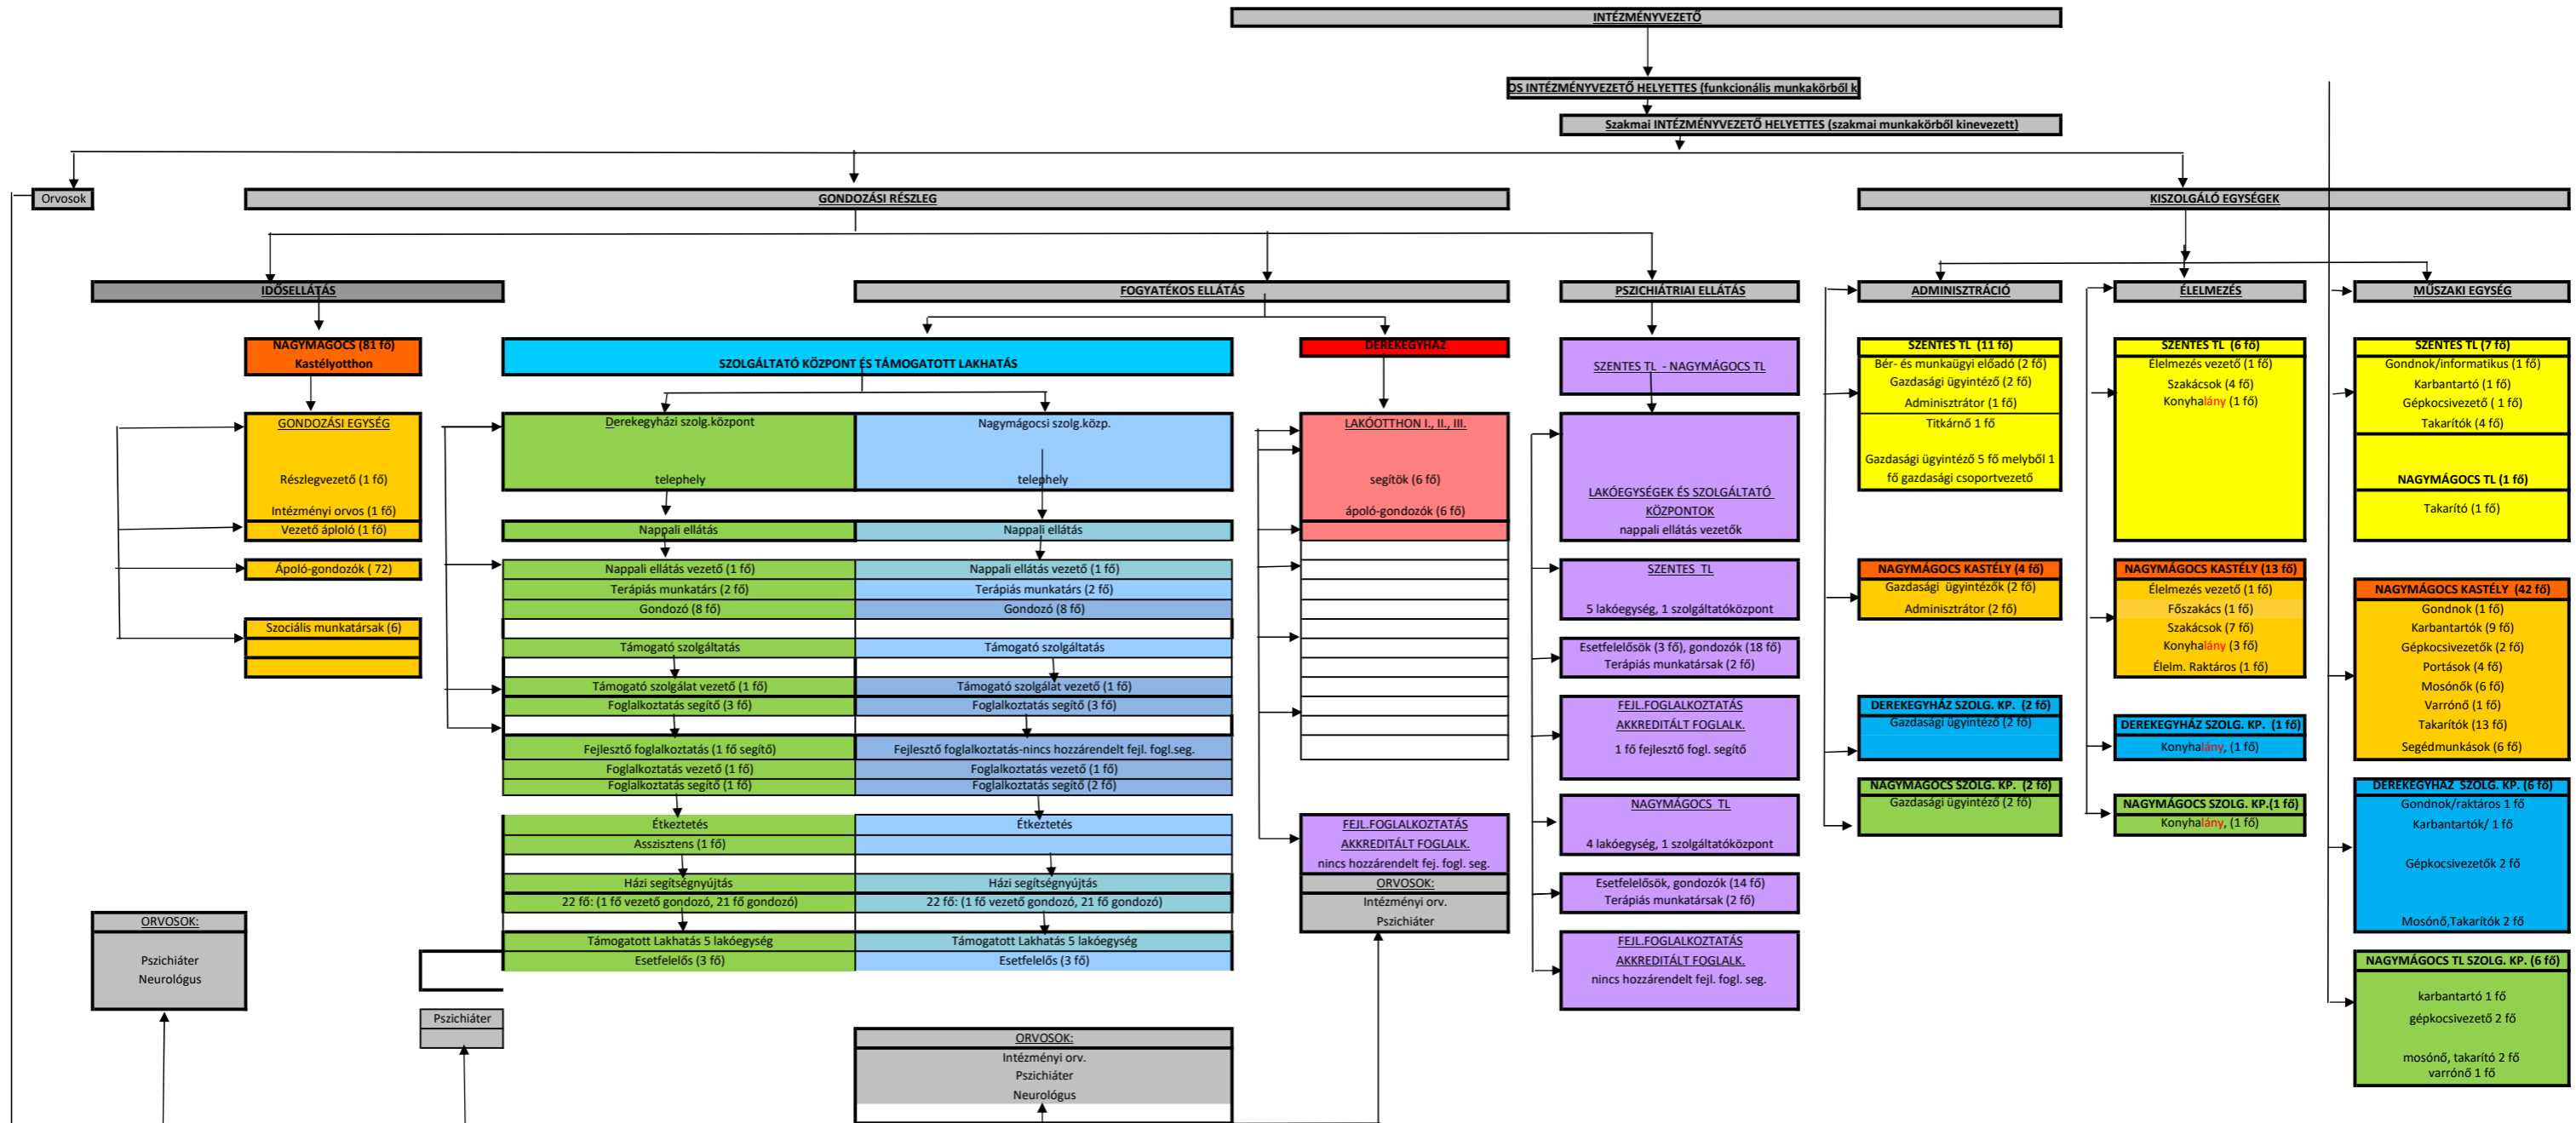 INTÉZMÉNYVEZETŐ
OS INTÉZMÉNYVEZETŐ HELYETTES (funkcionális munkakörből k
Szakmai INTÉZMÉNYVEZETŐ HELYETTES (szakmai munkakörből kinevezett)
Orvosok
GONDOZÁSI RÉSZLEG
KISZOLGÁLÓ EGYSÉGEK
IDŐSELLÁTÁS
FOGYATÉKOS ELLÁTÁS
PSZICHIÁTRIAI ELLÁTÁS
ADMINISZTRÁCIÓ
ÉLELMEZÉS
MŰSZAKI EGYSÉG
NAGYMÁGOCS (81 fő)
Kastélyotthon
GONDOZÁSI EGYSÉG
Részlegvezető (1 fő)
Intézményi orvos (1 fő)
Vezető áploló (1 fő)
Ápoló-gondozók ( 72)
Szociális munkatársak (6)
ORVOSOK:
Pszichiáter
Neurológus
SZOLGÁLTATÓ KÖZPONT ÉS TÁMOGATOTT LAKHATÁS
Derekegyházi szolg.központ
telephely
Nappali ellátás
Nappali ellátás vezető (1 fő)
Terápiás munkatárs (2 fő)
Gondozó (8 fő)
Támogató szolgáltatás
Támogató szolgálat vezető (1 fő)
Foglalkoztatás segítő (3 fő)
Fejlesztő foglalkoztatás (1 fő segítő)
Foglalkoztatás vezető (1 fő)
Foglalkoztatás segítő (1 fő)
Étkeztetés
Asszisztens (1 fő)
Házi segítségnyújtás
22 fő: (1 fő vezető gondozó, 21 fő gondozó)
Támogatott Lakhatás 5 lakóegység
Esetfelelős (3 fő)
Pszichiáter
Nagymágocsi szolg.közp.
telephely
Nappali ellátás
Nappali ellátás vezető (1 fő)
Terápiás munkatárs (2 fő)
Gondozó (8 fő)
Támogató szolgáltatás
Támogató szolgálat vezető (1 fő)
Foglalkoztatás segítő (3 fő)
Fejlesztő foglalkoztatás-nincs hozzárendelt fejl. fogl.seg.
Foglalkoztatás vezető (1 fő)
Foglalkoztatás segítő (2 fő)
Étkeztetés
Házi segítségnyújtás
22 fő: (1 fő vezető gondozó, 21 fő gondozó)
Támogatott Lakhatás 5 lakóegység
Esetfelelős (3 fő)
ORVOSOK:
Intézményi orv.
Pszichiáter
Neurológus
DEREKEGYHÁZ
LAKÓOTTHON I., II., III.
segítök (6 fő)
ápoló-gondozók (6 fő)
FEJL.FOGLALKOZTATÁS
AKKREDITÁLT FOGLALK.
nincs hozzárendelt fej. fogl. seg.
ORVOSOK:
Intézményi orv.
Pszichiáter
SZENTES TL - NAGYMÁGOCS TL
LAKÓEGYSÉGEK ÉS SZOLGÁLTATÓ
KÖZPONTOK
nappali ellátás vezetők
SZENTES TL
5 lakóegység, 1 szolgáltatóközpont
Esetfelelősök (3 fő), gondozók (18 fő)
Terápiás munkatársak (2 fő)
FEJL.FOGLALKOZTATÁS
AKKREDITÁLT FOGLALK.
1 fő fejlesztő fogl. segítő
NAGYMÁGOCS TL
4 lakóegység, 1 szolgáltatóközpont
Esetfelelősök, gondozók (14 fő)
Terápiás munkatársak (2 fő)
FEJL.FOGLALKOZTATÁS
AKKREDITÁLT FOGLALK.
nincs hozzárendelt fejl. fogl. seg.
SZENTES TL (11 fő)
Bér- és munkaügyi előadó (2 fő)
Gazdasági ügyintéző (2 fő)
Adminisztrátor (1 fő)
Titkárnő 1 fő
Gazdasági ügyintéző 5 fő melyből 1
fő gazdasági csoportvezető
NAGYMÁGOCS KASTÉLY (4 fő)
Gazdasági ügyintézők (2 fő)
Adminisztrátor (2 fő)
DEREKEGYHÁZ SZOLG. KP. (2 fő)
Gazdasági ügyintéző (2 fő)
NAGYMÁGOCS SZOLG. KP. (2 fő)
Gazdasági ügyintéző (2 fő)
SZENTES TL (6 fő)
Élelmezés vezető (1 fő)
Szakácsok (4 fő)
Konyhalány (1 fő)
NAGYMÁGOCS KASTÉLY (13 fő)
Élelmezés vezető (1 fő)
Főszakács (1 fő)
Szakácsok (7 fő)
Konyhalány (3 fő)
Élelm. Raktáros (1 fő)
DEREKEGYHÁZ SZOLG. KP. (1 fő)
Konyhalány, (1 fő)
NAGYMÁGOCS SZOLG. KP.(1 fő)
Konyhalány, (1 fő)
SZENTES TL (7 fő)
Gondnok/informatikus (1 fő)
Karbantartó (1 fő)
Gépkocsivezető ( 1 fő)
Takarítók (4 fő)
NAGYMÁGOCS TL (1 fő)
Takarító (1 fő)
NAGYMÁGOCS KASTÉLY (42 fő)
Gondnok (1 fő)
Karbantartók (9 fő)
Gépkocsivezetők (2 fő)
Portások (4 fő)
Mosónők (6 fő)
Varrónő (1 fő)
Takarítók (13 fő)
Segédmunkások (6 fő)
DEREKEGYHÁZ SZOLG. KP. (6 fő)
Gondnok/raktáros 1 fő
Karbantartók/ 1 fő
Gépkocsivezetők 2 fő
Mosónő,Takarítók 2 fő
NAGYMÁGOCS TL SZOLG. KP. (6 fő)
karbantartó 1 fő
gépkocsivezető 2 fő
mosónő, takarító 2 fő
varrónő 1 fő